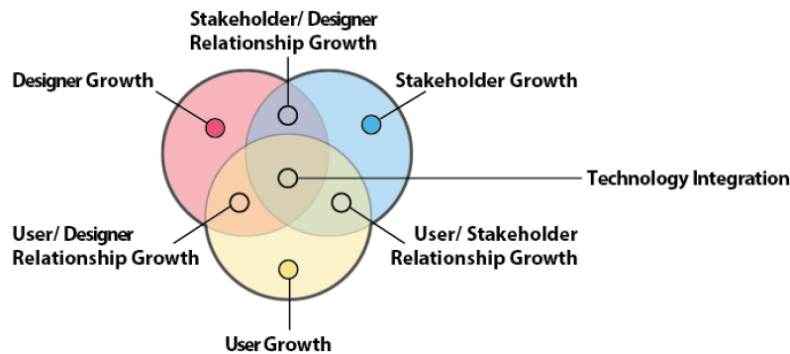 Stakeholder/ Designer
Relationship Growth
Designer Growth
Stakeholder Growth
Technology Integration
User/ Designer
Relationship Growth
User/ Stakeholder
Relationship Growth
User Growth